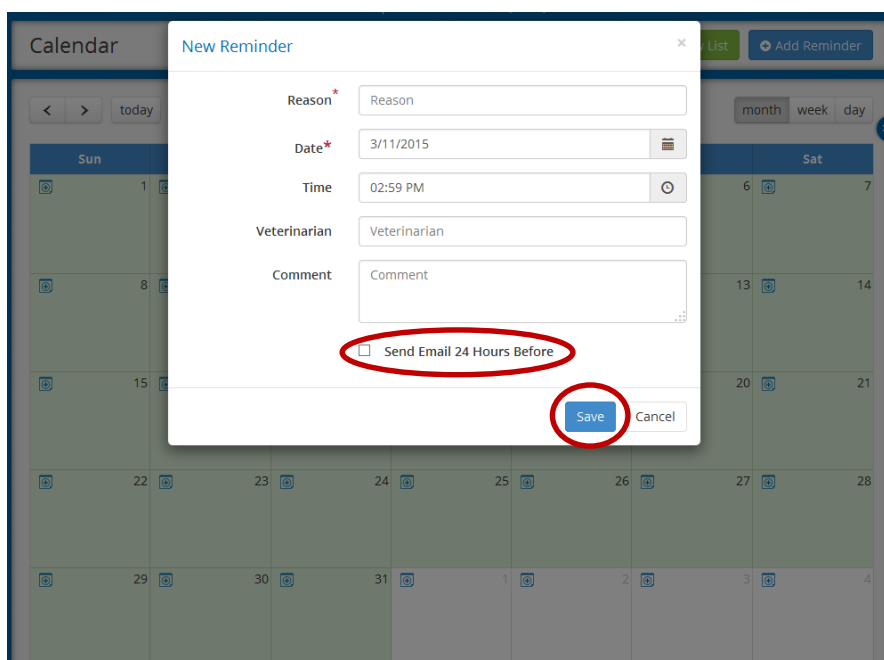 Calendar
New Reminder
×
List
Add Reminder
Reason*
Reason
Date*
3/11/2015
Time
02:59 PM
Veterinarian
Veterinarian
Comment
Comment
Send Email 24 Hours Before
Save
Cancel
< > today
month week day
Sun
Sat
1
6
7
8
13
14
15
20
21
22
23
24
25
26
27
28
29
30
31
1
2
3
4